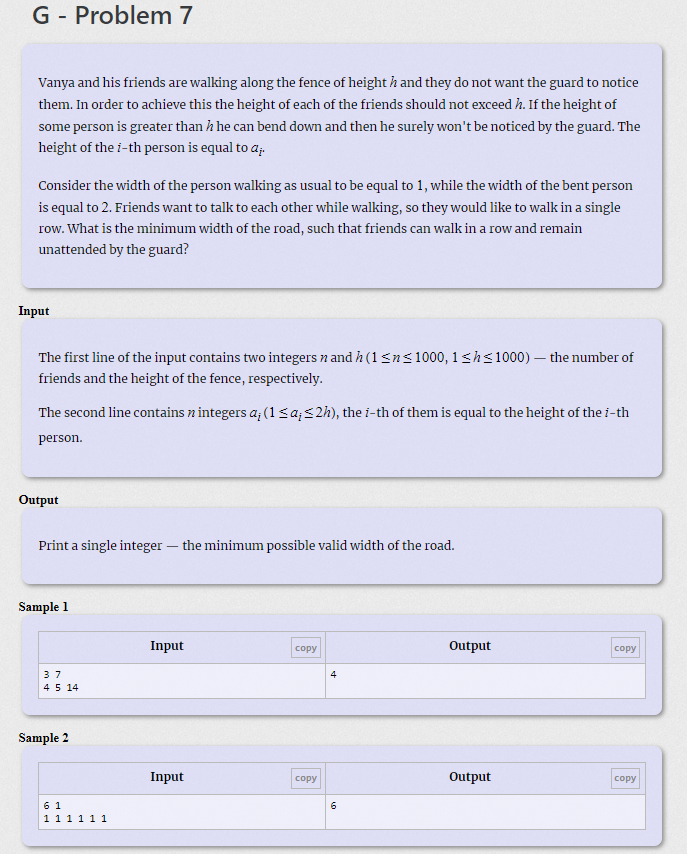 G - Problem 7
Vanya and his friends are walking along the fence of height h and they do not want the guard to notice
them. In order to achieve this the height of each of the friends should not exceed h. If the height of
some person is greater than h he can bend down and then he surely won't be noticed by the guard. The
height of the i-th person is equal to aᵢ.
Consider the width of the person walking as usual to be equal to 1, while the width of the bent person
is equal to 2. Friends want to talk to each other while walking, so they would like to walk in a single
row. What is the minimum width of the road, such that friends can walk in a row and remain
unattended by the guard?
Input
The first line of the input contains two integers n and h (1 ≤ n ≤ 1000, 1 ≤ h ≤ 1000) — the number of
friends and the height of the fence, respectively.
The second line contains n integers aᵢ (1 ≤ aᵢ ≤ 2h), the i-th of them is equal to the height of the i-th
person.
Output
Print a single integer — the minimum possible valid width of the road.
Sample 1
Input copy Output copy
3 7 4
4 5 14
Sample 2
Input copy Output copy
6 1 6
1 1 1 1 1 1